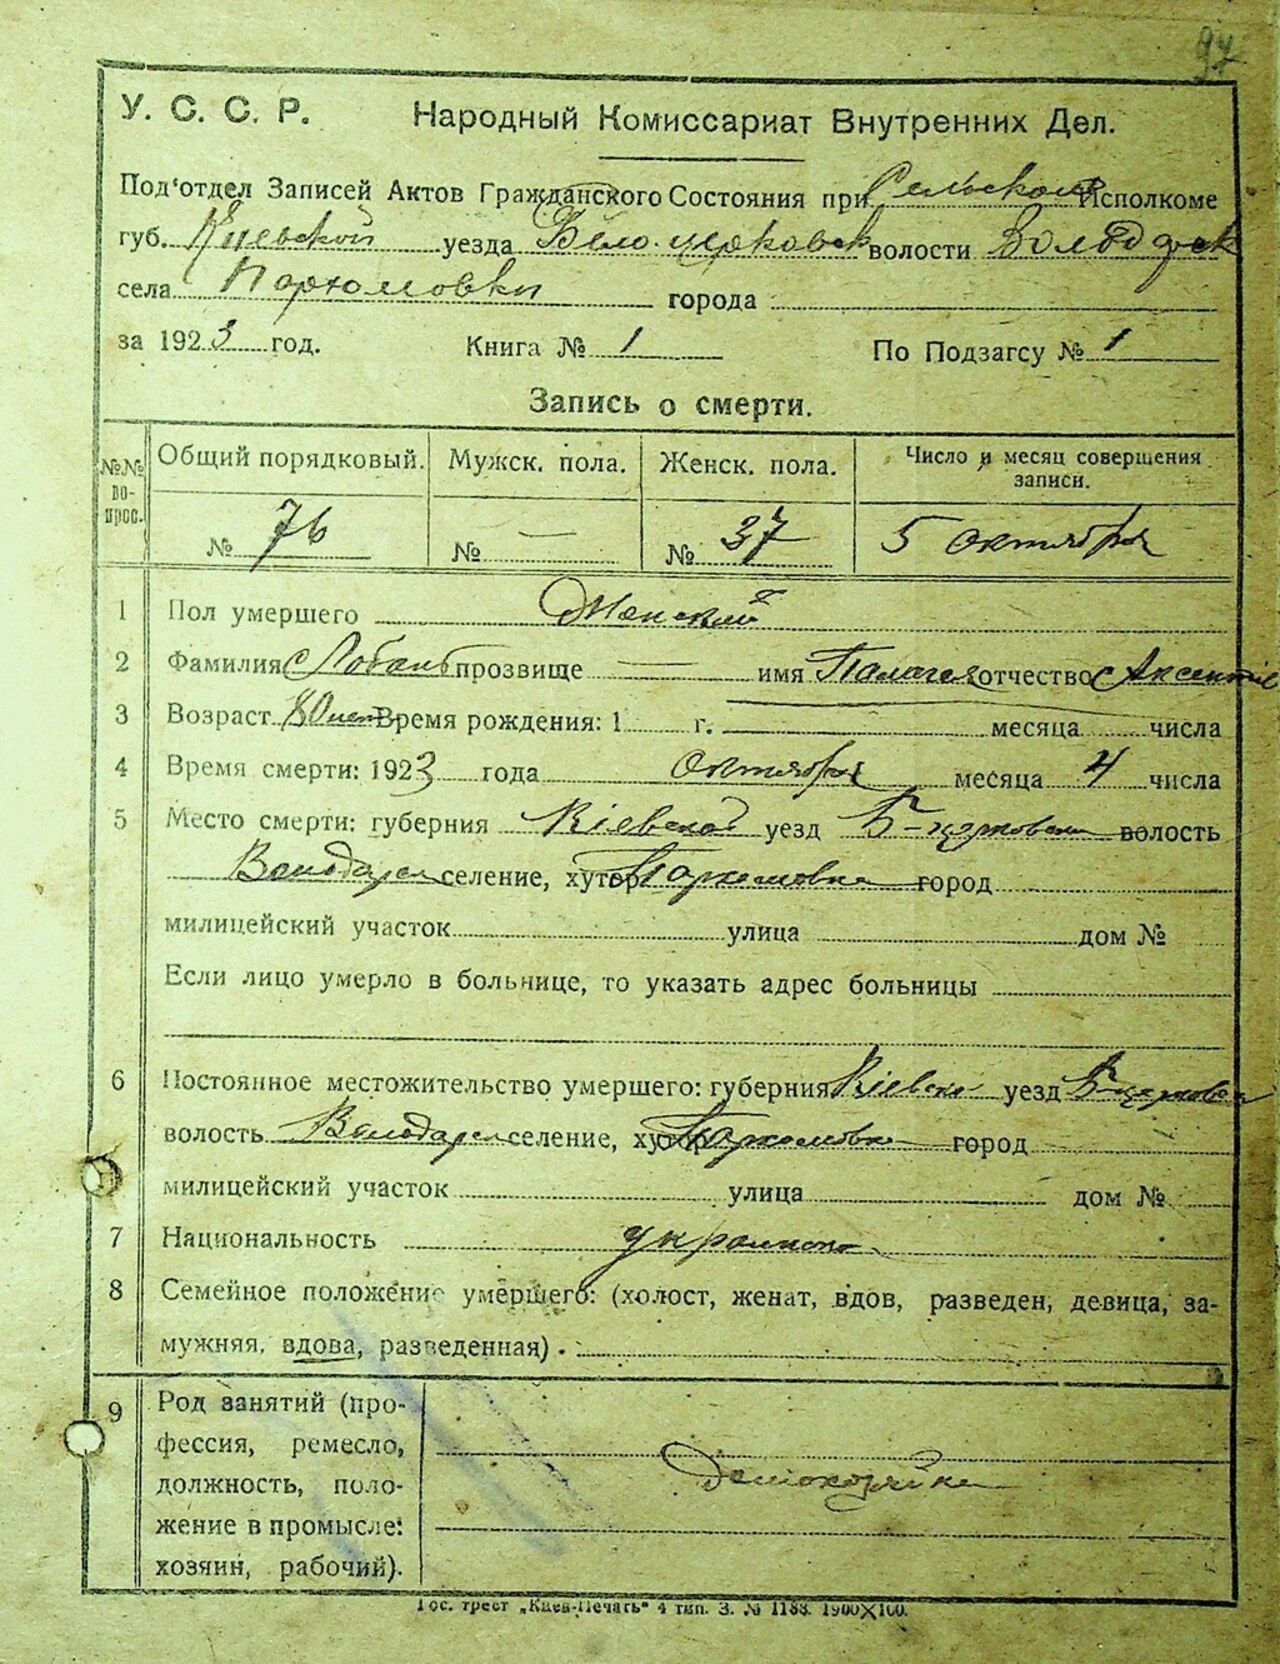 97
У. С. С. Р. Народный Комиссариат Внутренних Дел.
Под'отдел Записей Актов Гражданского Состояния при Сельском Исполкоме
губ. Киевской уезда Бело-церковск волости Володарск
села Пархомовки города
за 1923 год. Книга № 1 По Подзагсу № 1
Запись о смерти.
№№ во- прос. Общий порядковый. Мужск. пола. Женск. пола. Число и месяц совершения записи.
№ 76 № — № 37 5 октября
1 Пол умершего Женский
2 Фамилия Лобань прозвище — имя Палагея отчество Аксентіе
3 Возраст 80 лет Время рождения: 1 г. месяца числа
4 Время смерти: 1923 года Октября месяца 4 числа
5 Место смерти: губерния Кіевская уезд Б-церковски волость
Володарск селение, хутор Пархомовка город
милицейский участок улица дом №
Если лицо умерло в больнице, то указать адрес больницы
6 Постоянное местожительство умершего: губерния Кіевск уезд Б-церковск
волость Володарск селение, хутор Пархомовка город
милицейский участок улица дом №
7 Национальность украинка
8 Семейное положение умершего: (холост, женат, вдов, разведен, девица, за-
мужняя, вдова, разведенная).
9 Род занятий (про-
фессия, ремесло,
должность, поло- домохозяйка
жение в промысле:
хозяин, рабочий).
Гос. трест „Киев-Печать" 4 тип. З. № 1188. 1900X100.